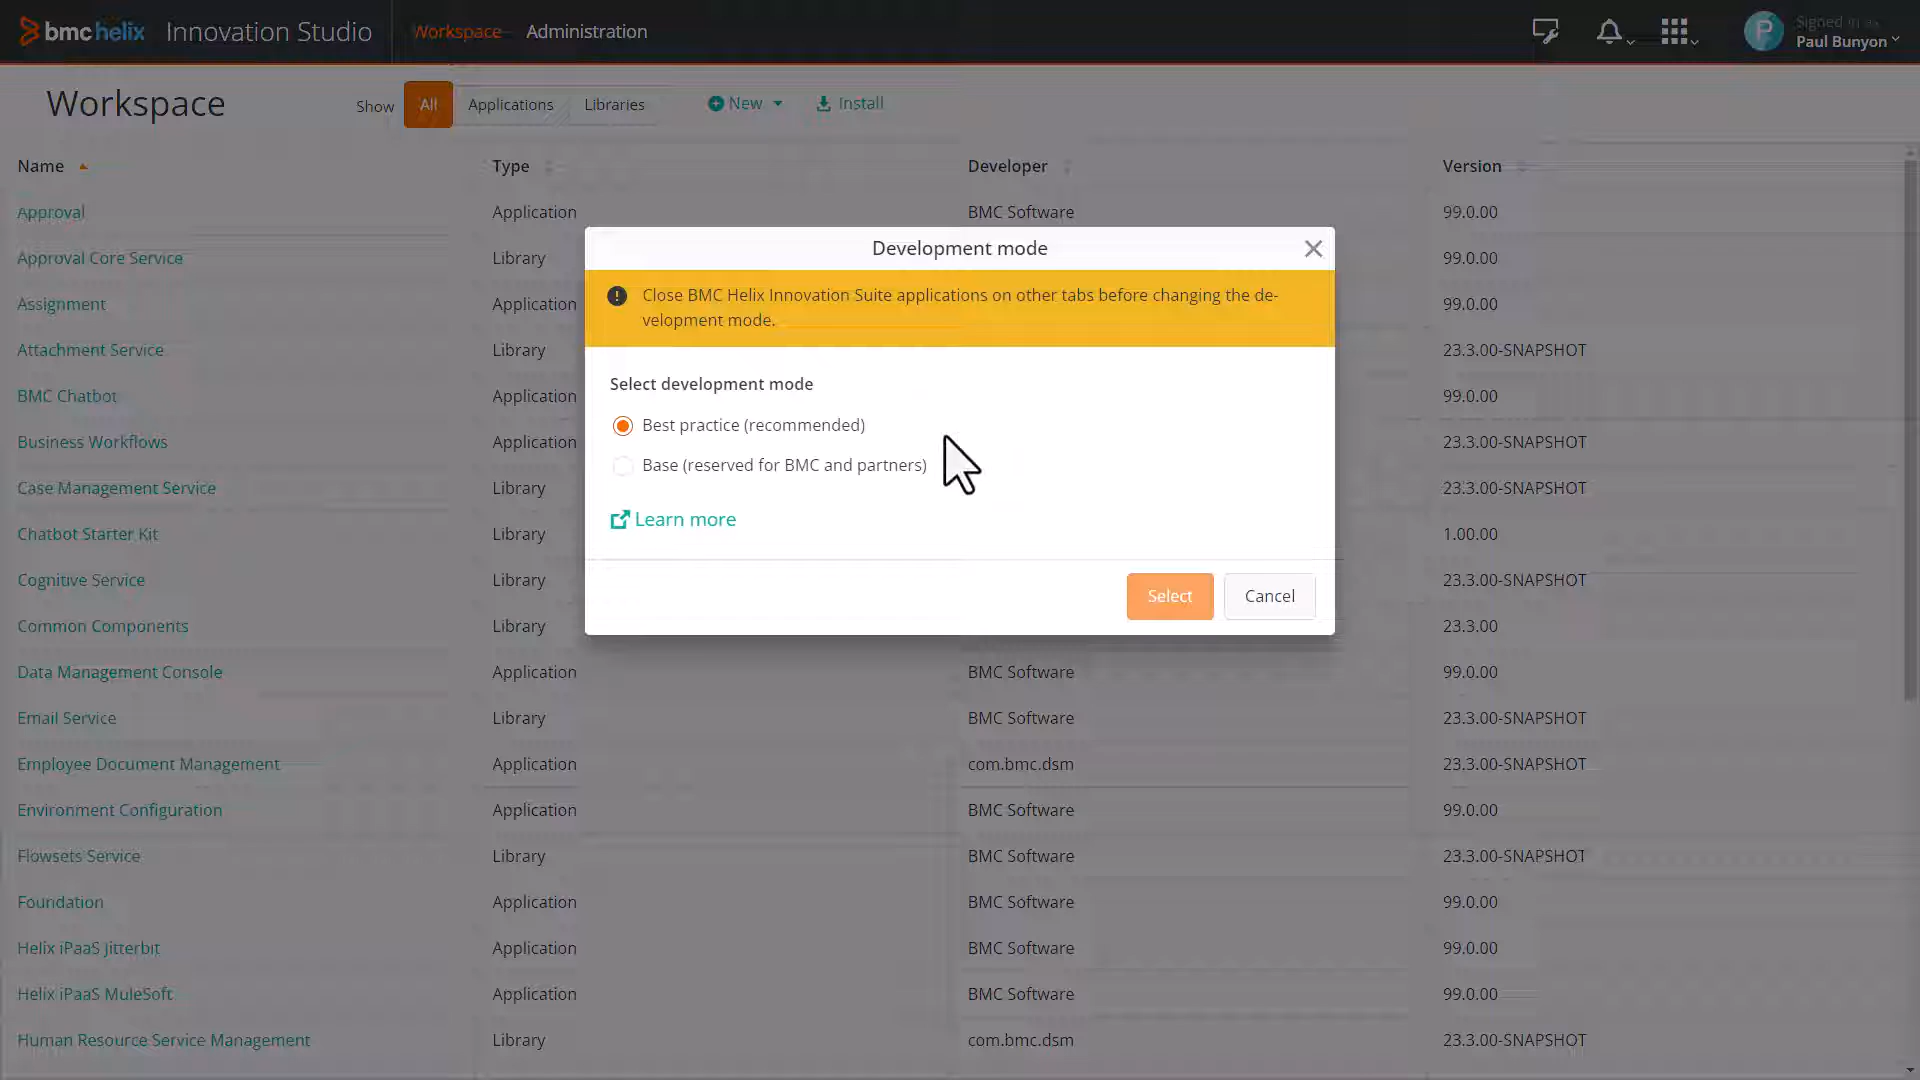 bmc helix Innovation Studio Workspace Administration
Signed in as
P Paul Bunyon
Workspace Show All Applications Libraries New Install
Name Type Developer Version
Approval Application BMC Software 99.0.00
Approval Core Service Library 99.0.00
Assignment Application 99.0.00
Attachment Service Library 23.3.00-SNAPSHOT
BMC Chatbot Application 99.0.00
Business Workflows Application 23.3.00-SNAPSHOT
Case Management Service Library 23.3.00-SNAPSHOT
Chatbot Starter Kit Library 1.00.00
Cognitive Service Library 23.3.00-SNAPSHOT
Common Components Library 23.3.00
Data Management Console Application BMC Software 99.0.00
Email Service Library BMC Software 23.3.00-SNAPSHOT
Employee Document Management Application com.bmc.dsm 23.3.00-SNAPSHOT
Environment Configuration Application BMC Software 99.0.00
Flowsets Service Library BMC Software 23.3.00-SNAPSHOT
Foundation Application BMC Software 99.0.00
Helix iPaaS Jitterbit Application BMC Software 99.0.00
Helix iPaaS MuleSoft Application BMC Software 99.0.00
Human Resource Service Management Library com.bmc.dsm 23.3.00-SNAPSHOT
Development mode
Close BMC Helix Innovation Suite applications on other tabs before changing the de-
velopment mode.
Select development mode
Best practice (recommended)
Base (reserved for BMC and partners)
Learn more
Select Cancel